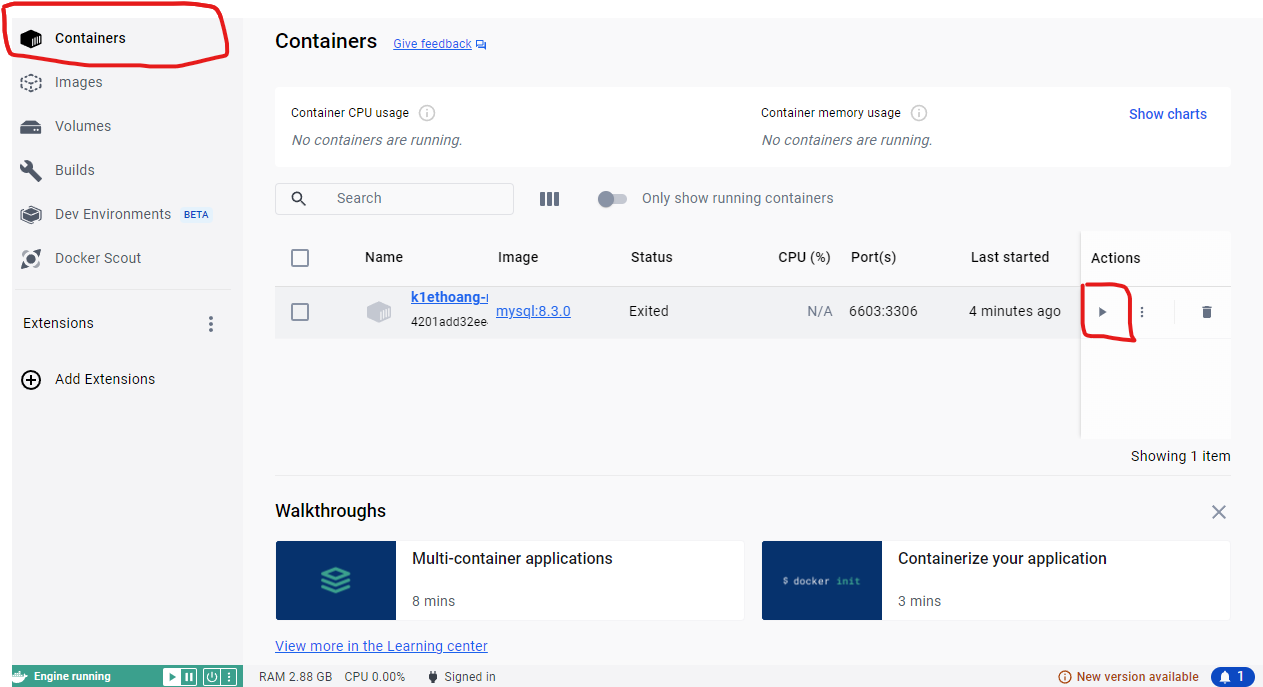 Containers
Images
Volumes
Builds
Dev Environments BETA
Docker Scout
Extensions
Add Extensions
Containers Give feedback
Container CPU usage
No containers are running.
Container memory usage
No containers are running.
Show charts
Search
Only show running containers
Name Image Status CPU (%) Port(s) Last started Actions
k1ethoang-
4201add32ee
mysql:8.3.0 Exited N/A 6603:3306 4 minutes ago
Showing 1 item
Walkthroughs
Multi-container applications
8 mins
$ docker init
Containerize your application
3 mins
View more in the Learning center
Engine running
RAM 2.88 GB CPU 0.00% Signed in
New version available
1